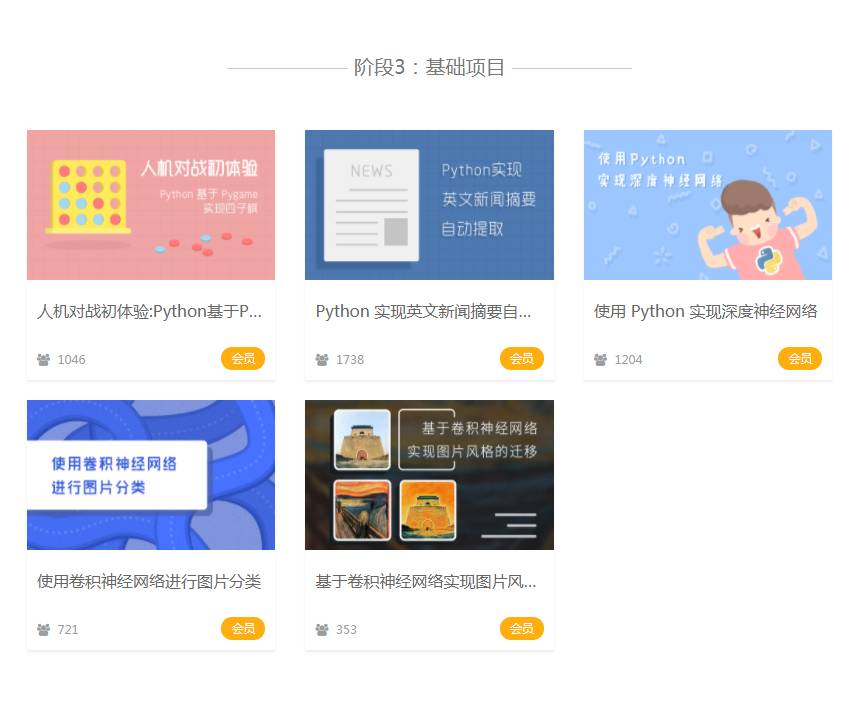 阶段3：基础项目
人机对战初体验
Python 基于 Pygame
实现四子棋
NEWS
Python实现
英文新闻摘要
自动提取
使用Python
实现深度神经网络
人机对战初体验:Python基于P...
Python 实现英文新闻摘要自...
使用 Python 实现深度神经网络
1046
会员
1738
会员
1204
会员
使用卷积神经网络
进行图片分类
基于卷积神经网络
实现图片风格的迁移
使用卷积神经网络进行图片分类
基于卷积神经网络实现图片风...
721
会员
353
会员